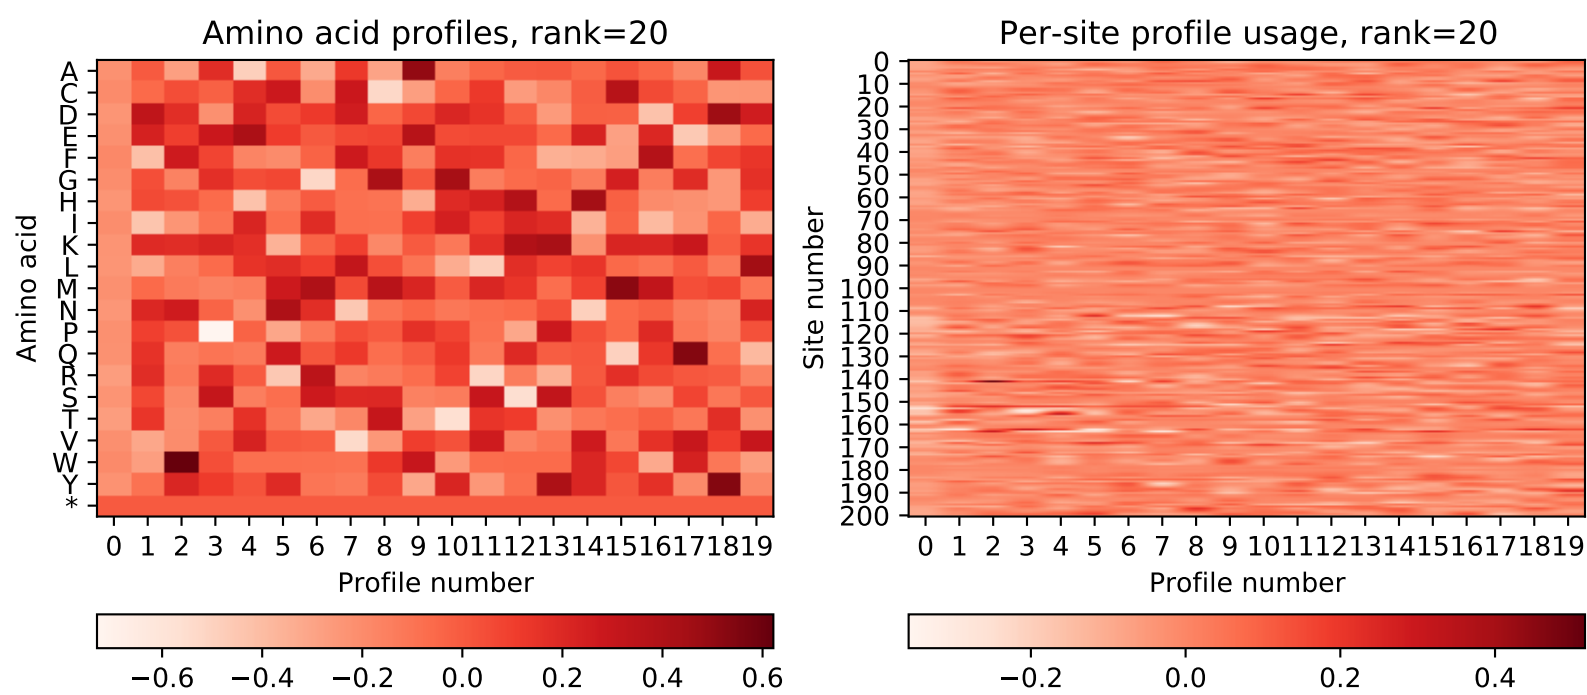 Amino acid profiles, rank=20
Amino acid
A
C
D
E
F
G
H
I
K
L
M
N
P
Q
R
S
T
V
W
Y
*
0 1 2 3 4 5 6 7 8 9 10 11 12 13 14 15 16 17 18 19
Profile number
−0.6 −0.4 −0.2 0.0 0.2 0.4 0.6
Per-site profile usage, rank=20
Site number
0
10
20
30
40
50
60
70
80
90
100
110
120
130
140
150
160
170
180
190
200
0 1 2 3 4 5 6 7 8 9 10 11 12 13 14 15 16 17 18 19
Profile number
−0.2 0.0 0.2 0.4